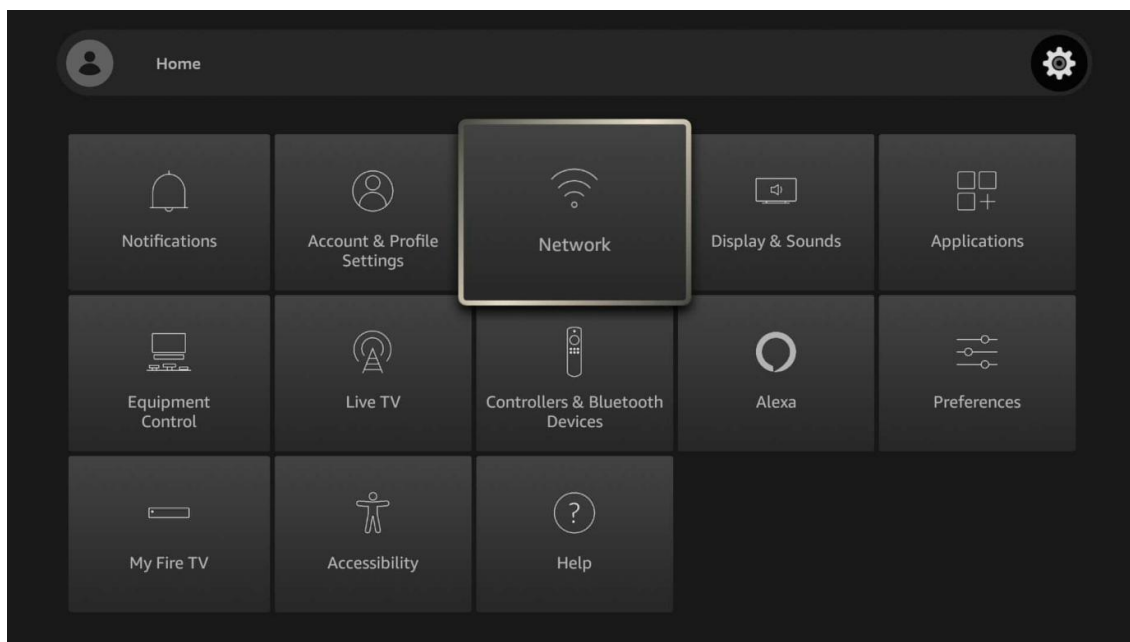 Home
Notifications
Account & Profile
Settings
Network
Display & Sounds
Applications
Equipment
Control
Live TV
Controllers & Bluetooth
Devices
Alexa
Preferences
My Fire TV
Accessibility
?
Help